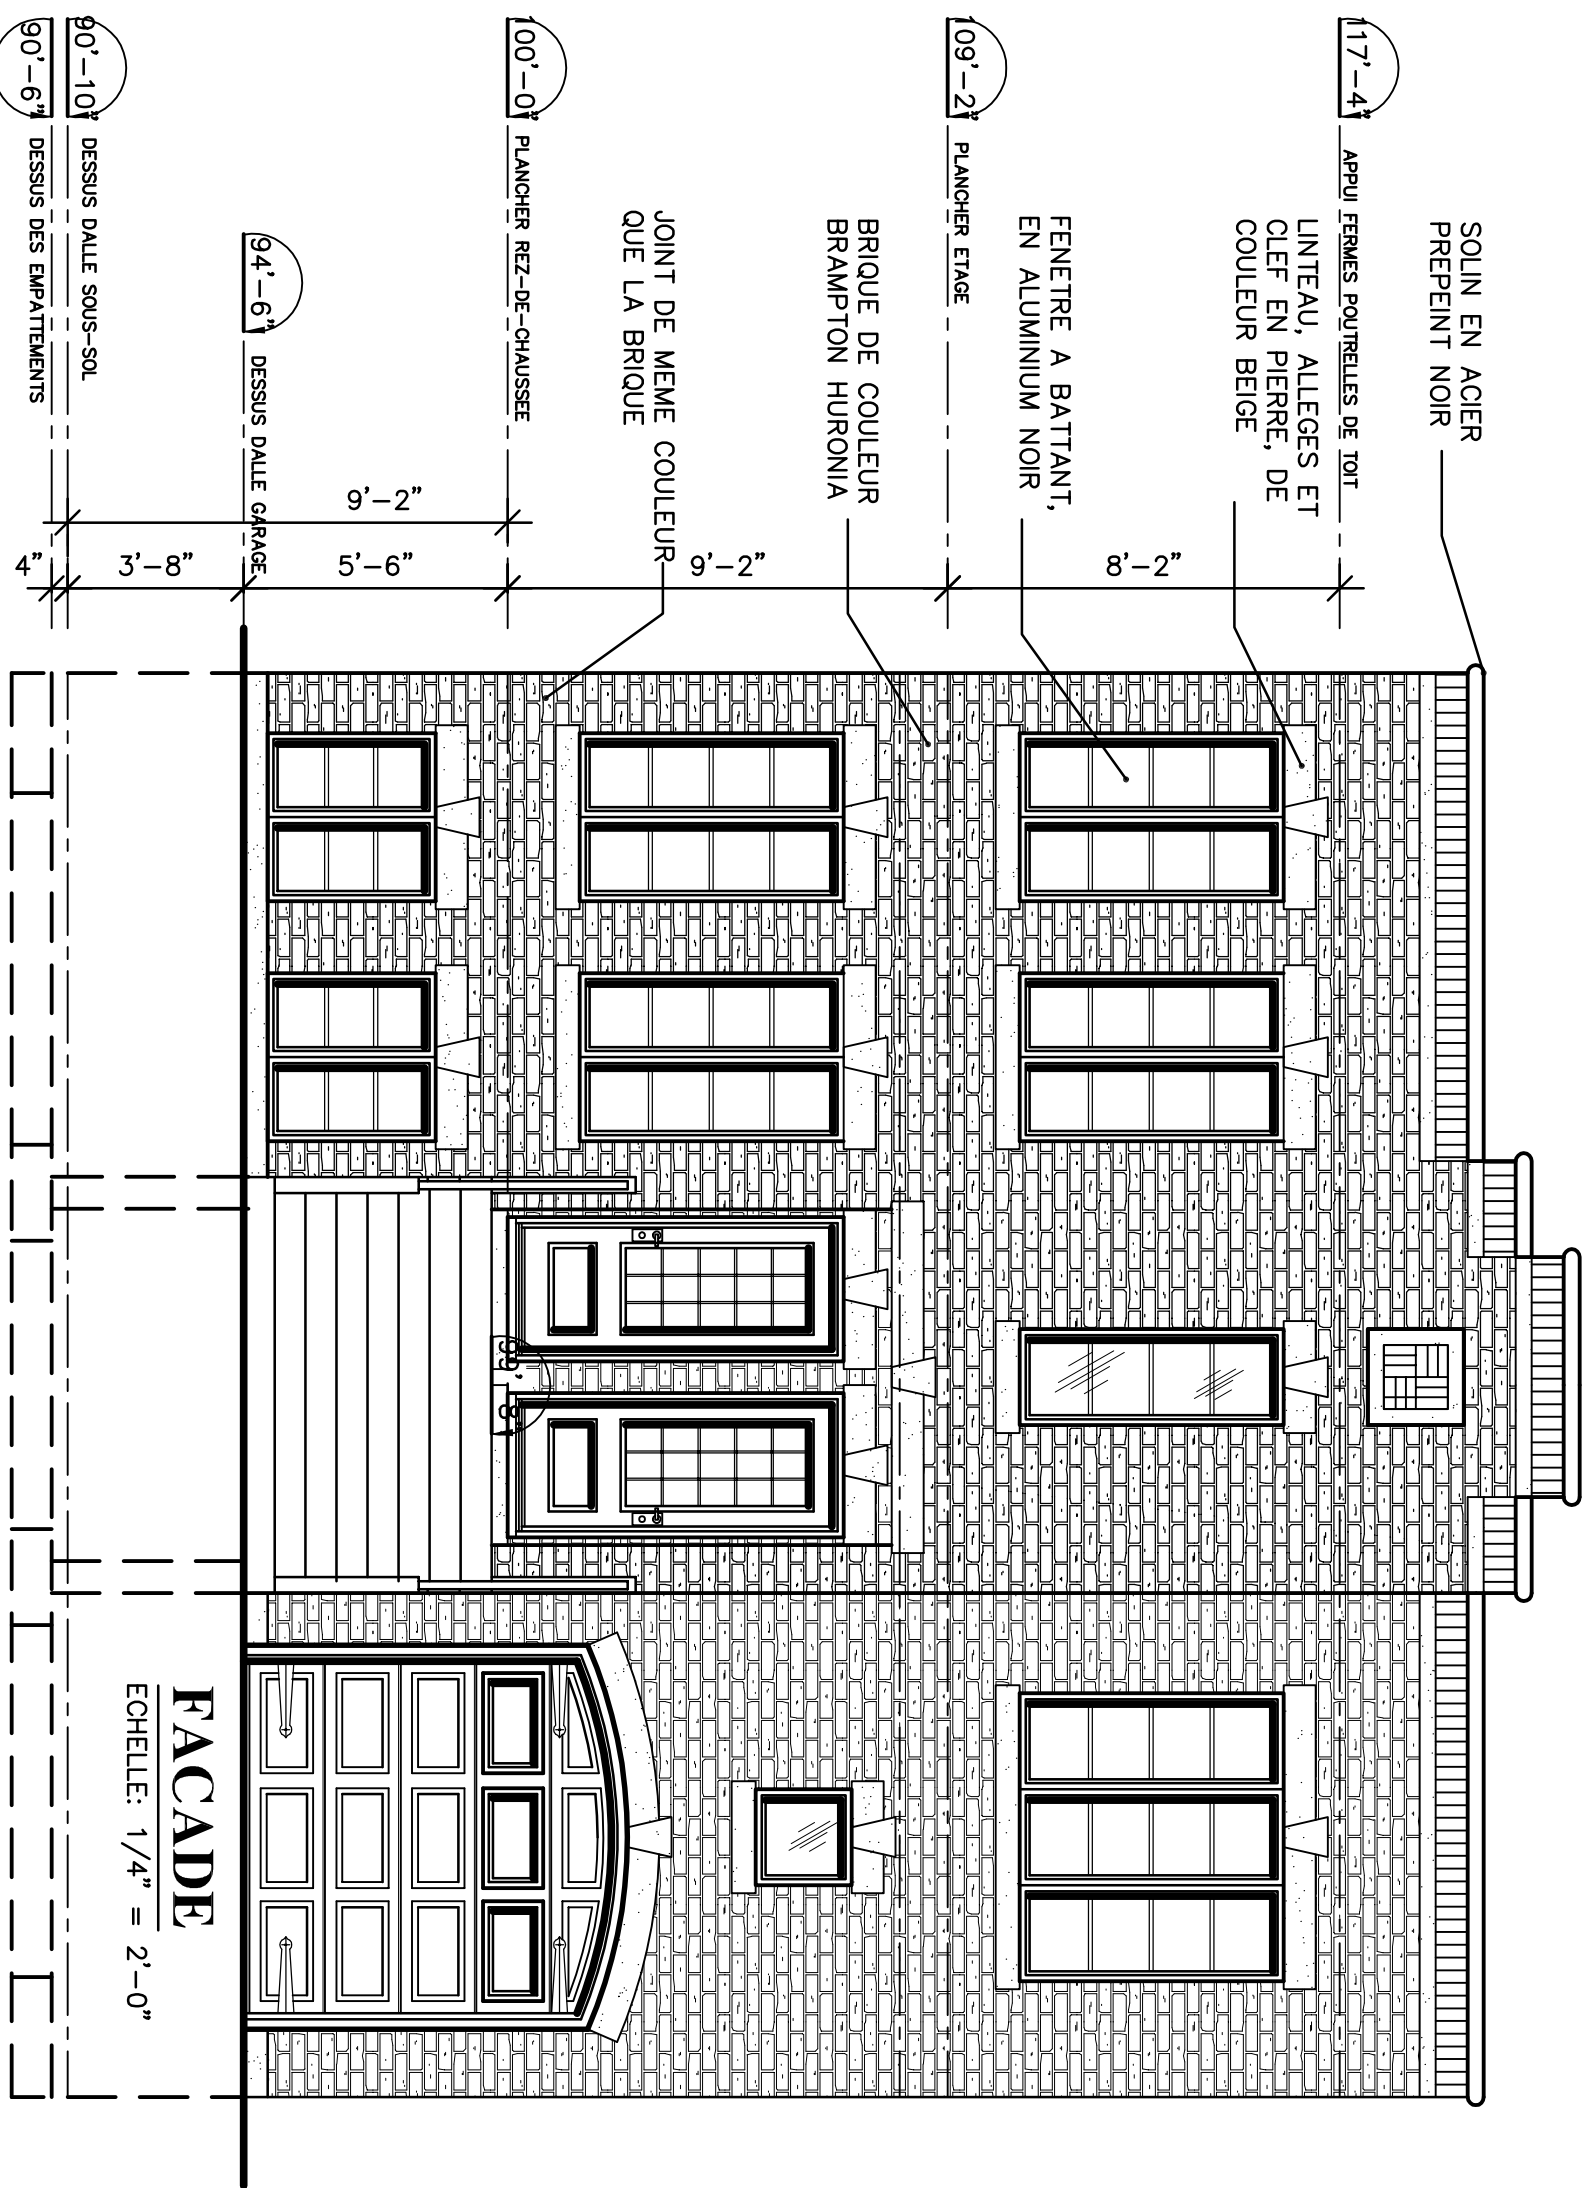 SOLIN EN ACIER
PREPEINT NOIR
117'-4"
APPUI FERMES POUTRELLES DE TOIT
LINTEAU, ALLEGES ET
CLEF EN PIERRE, DE
COULEUR BEIGE
8'-2"
FENETRE A BATTANT,
EN ALUMINIUM NOIR
109'-2"
PLANCHER ETAGE
BRIQUE DE COULEUR
BRAMPTON HURONIA
9'-2"
JOINT DE MEME COULEUR
QUE LA BRIQUE
100'-0"
PLANCHER REZ-DE-CHAUSSEE
99'-8"
9'-2"
5'-6"
94'-6"
DESSUS DALLE GARAGE
3'-8"
90'-10"
DESSUS DALLE SOUS-SOL
4"
90'-6"
DESSUS DES EMPATTEMENTS
FACADE
ECHELLE: 1/4" = 2'-0"